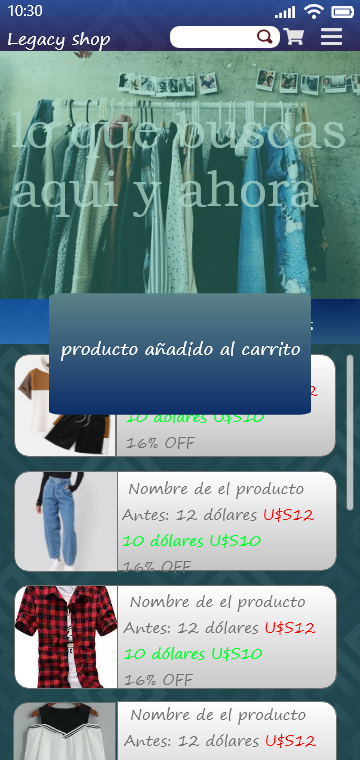 10:30
Legacy shop
lo que buscas
aqui y ahora
producto añadido al carrito
10 dólares U$S10
16% OFF
Nombre de el producto
Antes: 12 dólares U$S12
10 dólares U$S10
16% OFF
Nombre de el producto
Antes: 12 dólares U$S12
10 dólares U$S10
16% OFF
Nombre de el producto
Antes: 12 dólares U$S12